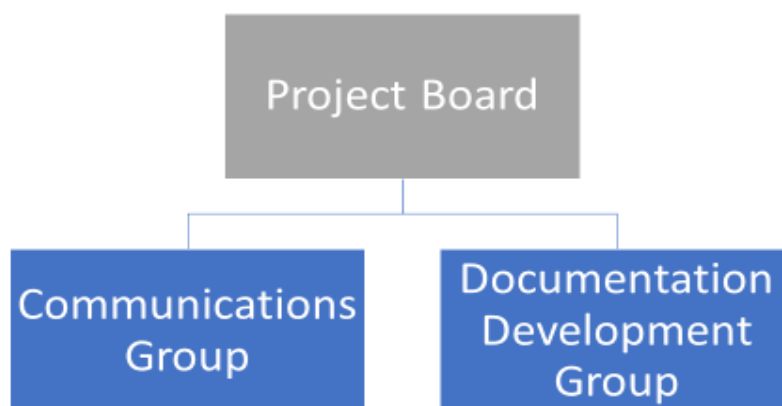 Project Board
Communications
Group
Documentation
Development
Group